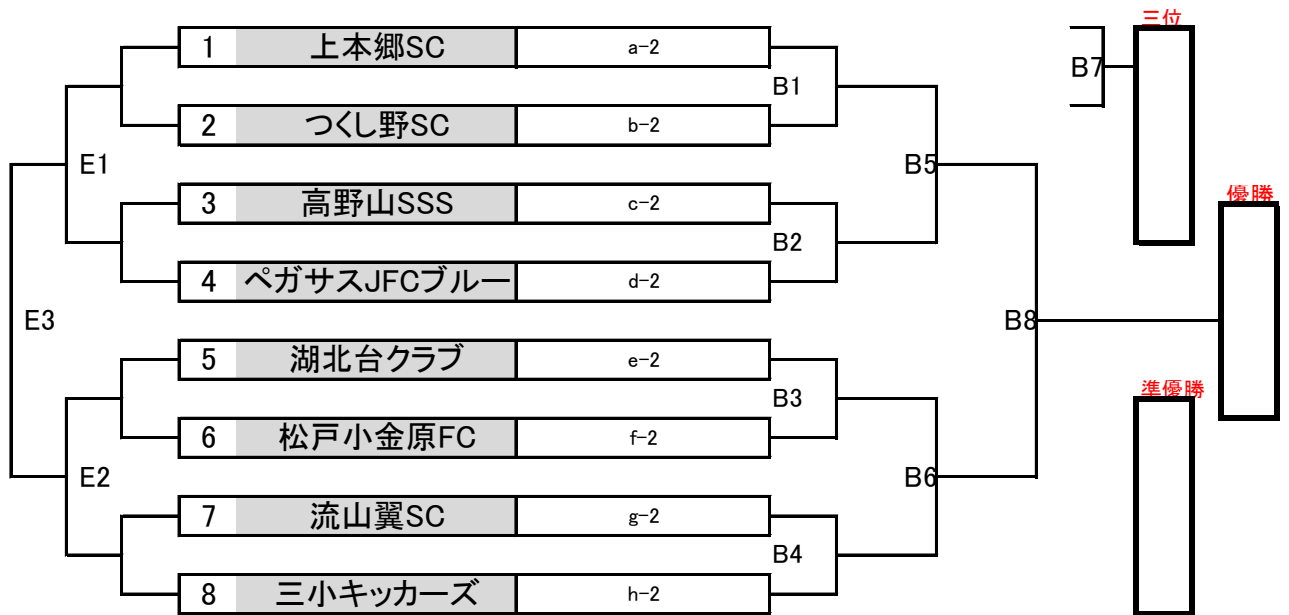 三位
1 上本郷SC a-2
B7
B1
2 つくし野SC b-2
E1
B5
優勝
3 高野山SSS c-2
B2
4 ペガサスJFCブルー d-2
E3
B8
5 湖北台クラブ e-2
準優勝
B3
6 松戸小金原FC f-2
E2
B6
7 流山翼SC g-2
B4
8 三小キッカーズ h-2